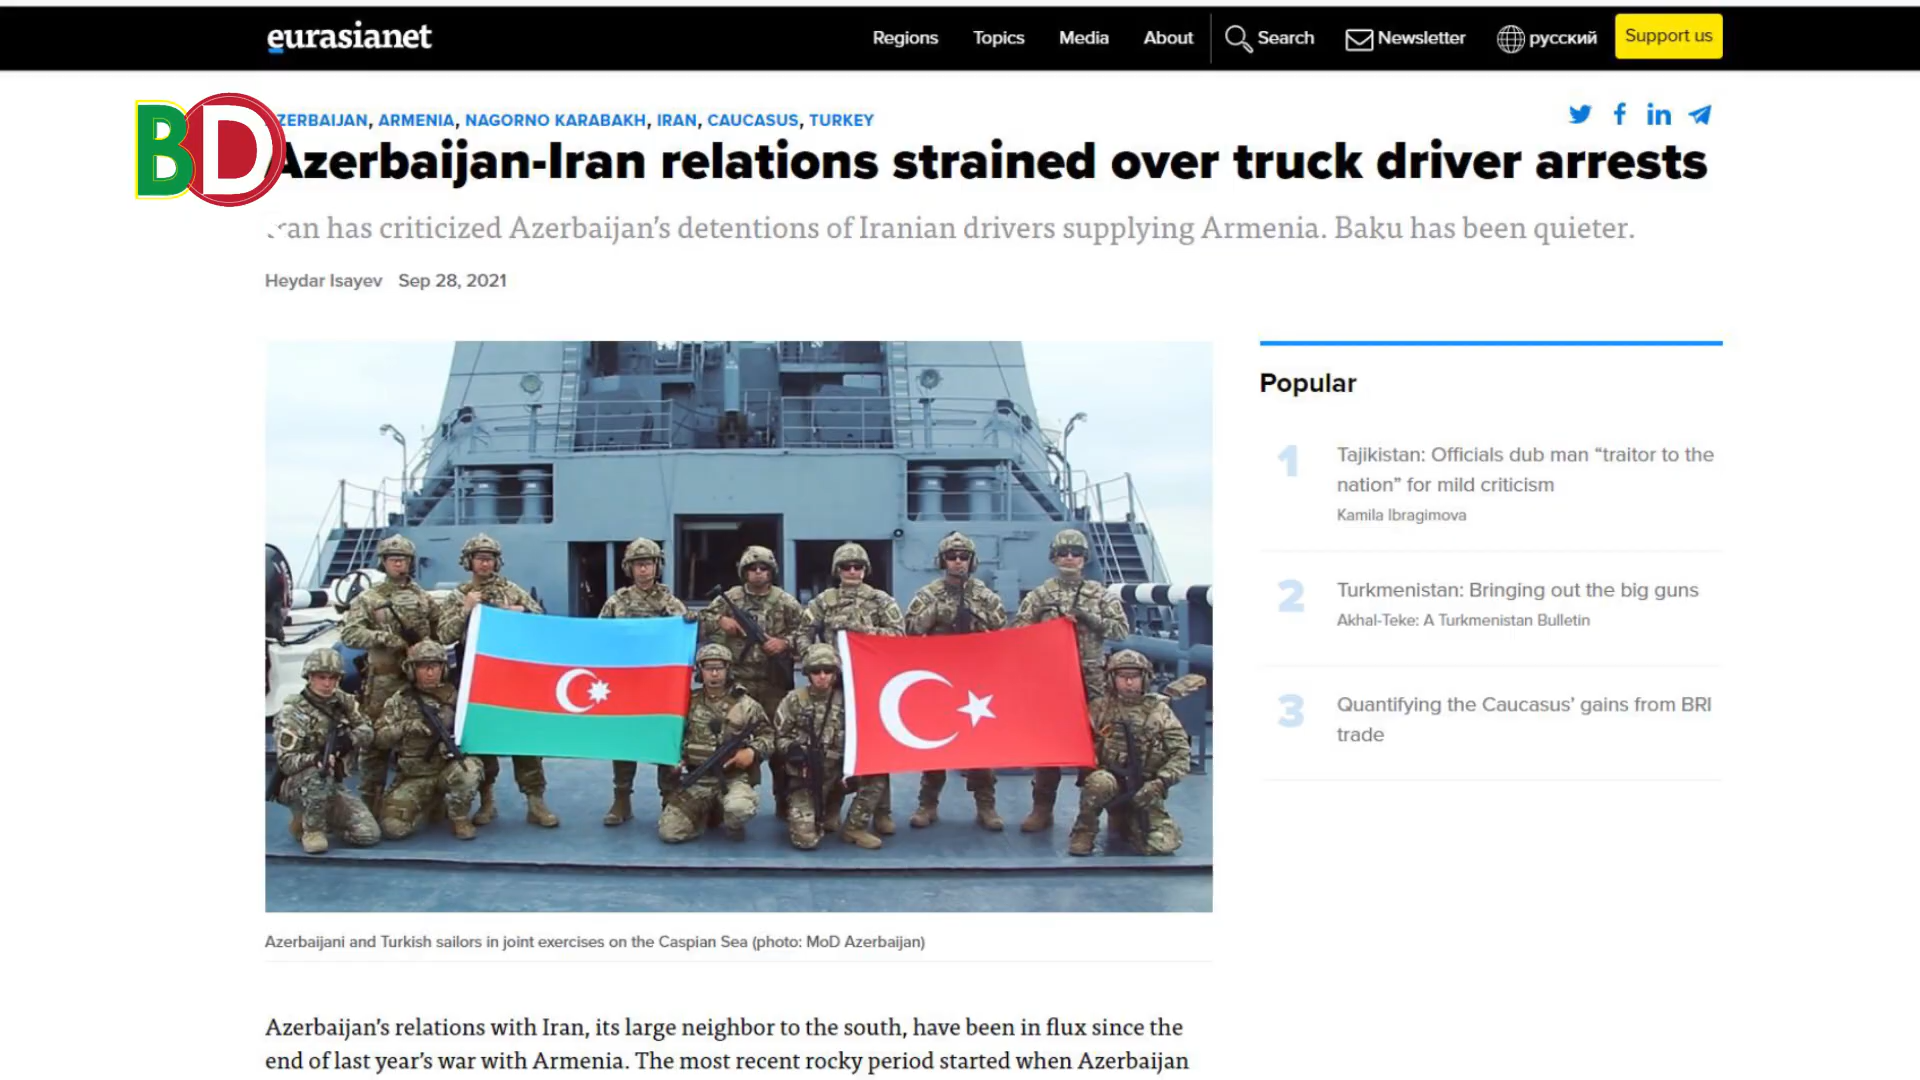 eurasianet
Regions Topics Media About Search Newsletter русский Support us
BD
ZERBAIJAN, ARMENIA, NAGORNO KARABAKH, IRAN, CAUCASUS, TURKEY
Azerbaijan-Iran relations strained over truck driver arrests
Iran has criticized Azerbaijan’s detentions of Iranian drivers supplying Armenia. Baku has been quieter.
Heydar Isayev Sep 28, 2021
Popular
1
Tajikistan: Officials dub man “traitor to the
nation” for mild criticism
Kamila Ibragimova
2
Turkmenistan: Bringing out the big guns
Akhal-Teke: A Turkmenistan Bulletin
3
Quantifying the Caucasus’ gains from BRI
trade
Azerbaijani and Turkish sailors in joint exercises on the Caspian Sea (photo: MoD Azerbaijan)
Azerbaijan’s relations with Iran, its large neighbor to the south, have been in flux since the
end of last year’s war with Armenia. The most recent rocky period started when Azerbaijan